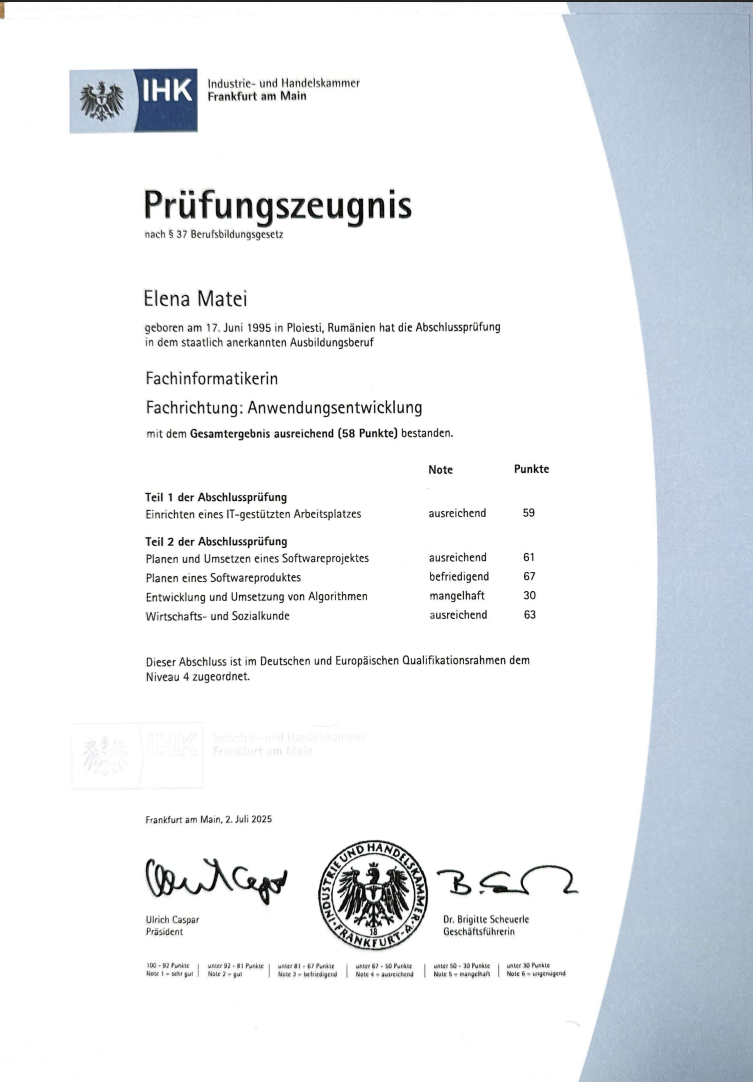 IHK
Industrie- und Handelskammer
Frankfurt am Main
Prüfungszeugnis
nach § 37 Berufsbildungsgesetz
Elena Matei
geboren am 17. Juni 1995 in Ploiesti, Rumänien hat die Abschlussprüfung
in dem staatlich anerkannten Ausbildungsberuf
Fachinformatikerin
Fachrichtung: Anwendungsentwicklung
mit dem Gesamtergebnis ausreichend (58 Punkte) bestanden.
Note Punkte
Teil 1 der Abschlussprüfung
Einrichten eines IT-gestützten Arbeitsplatzes ausreichend 59
Teil 2 der Abschlussprüfung
Planen und Umsetzen eines Softwareprojektes ausreichend 61
Planen eines Softwareproduktes befriedigend 67
Entwicklung und Umsetzung von Algorithmen mangelhaft 30
Wirtschafts- und Sozialkunde ausreichend 63
Dieser Abschluss ist im Deutschen und Europäischen Qualifikationsrahmen dem
Niveau 4 zugeordnet.
IHK
Industrie- und Handelskammer
Frankfurt am Main
Frankfurt am Main, 2. Juli 2025
INDUSTRIE UND HANDELSKAMMER
FRANKFURT-A.
18
Ulrich Caspar Dr. Brigitte Scheuerle
Präsident Geschäftsführerin
100 - 92 Punkte unter 92 - 81 Punkte unter 81 - 67 Punkte unter 67 - 50 Punkte unter 50 - 30 Punkte unter 30 Punkte
Note 1 = sehr gut Note 2 = gut Note 3 = befriedigend Note 4 = ausreichend Note 5 = mangelhaft Note 6 = ungenügend